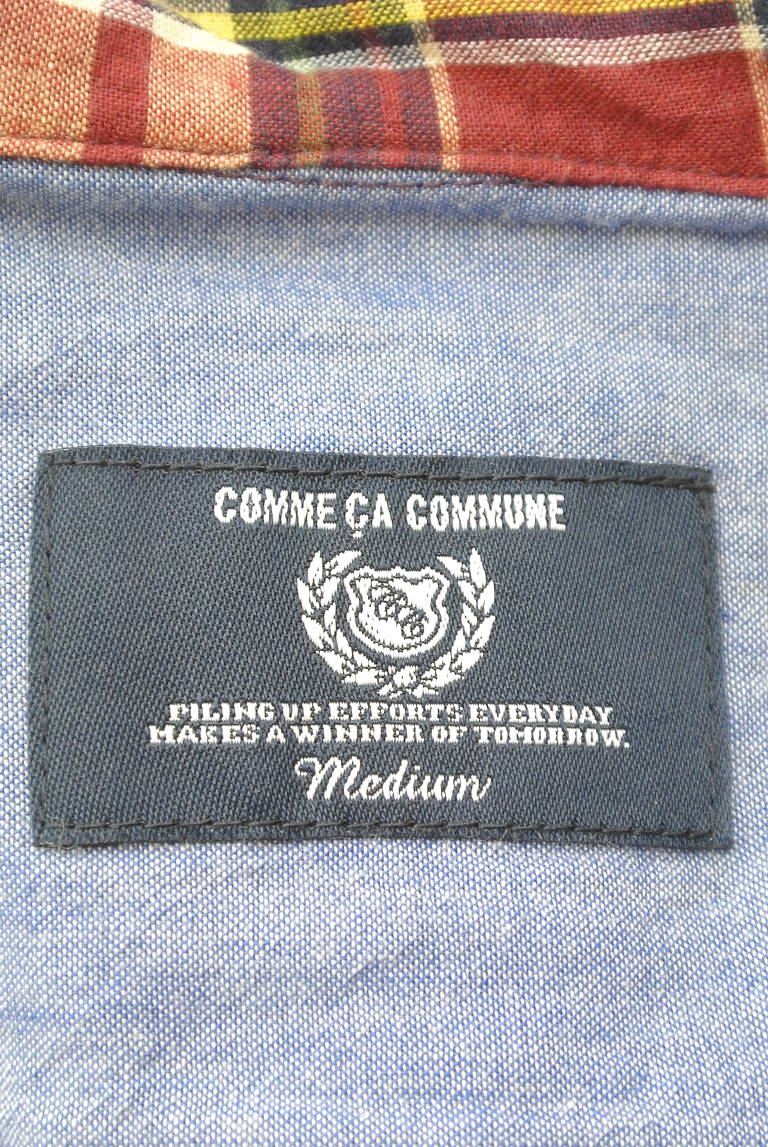 COMME ÇA COMMUNE
PILING UP EFFORTS EVERYDAY
MAKES A WINNER OF TOMORROW.
Medium